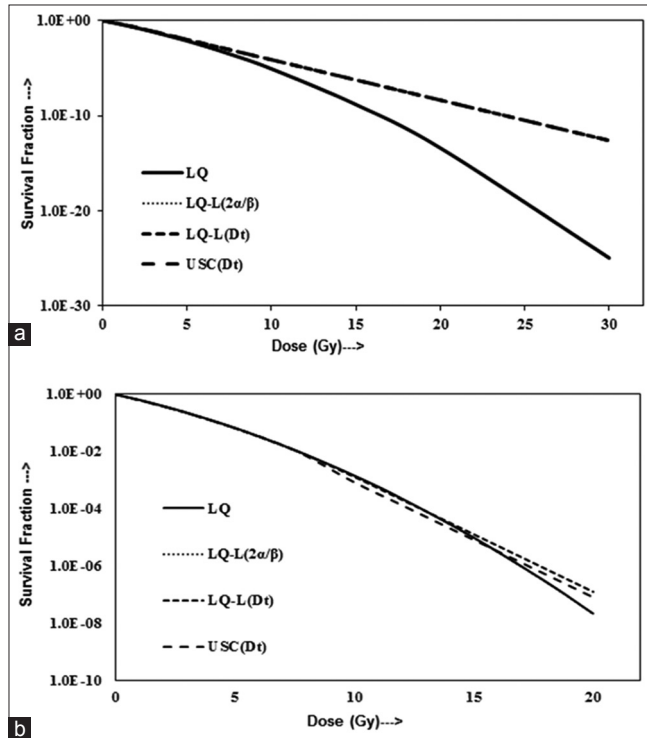 1.0E+00
1.0E-10
1.0E-20
1.0E-30
Survival Fraction --->
LQ
LQ-L(2α/β)
LQ-L(Dt)
USC(Dt)
0 5 10 15 20 25 30
Dose (Gy)--->
a
1.0E+00
1.0E -02
1.0E -04
1.0E -06
1.0E -08
1.0E -10
Survival Fraction --->
LQ
LQ-L(2α/β)
LQ-L(Dt)
USC(Dt)
0 5 10 15 20
Dose (Gy)--->
b